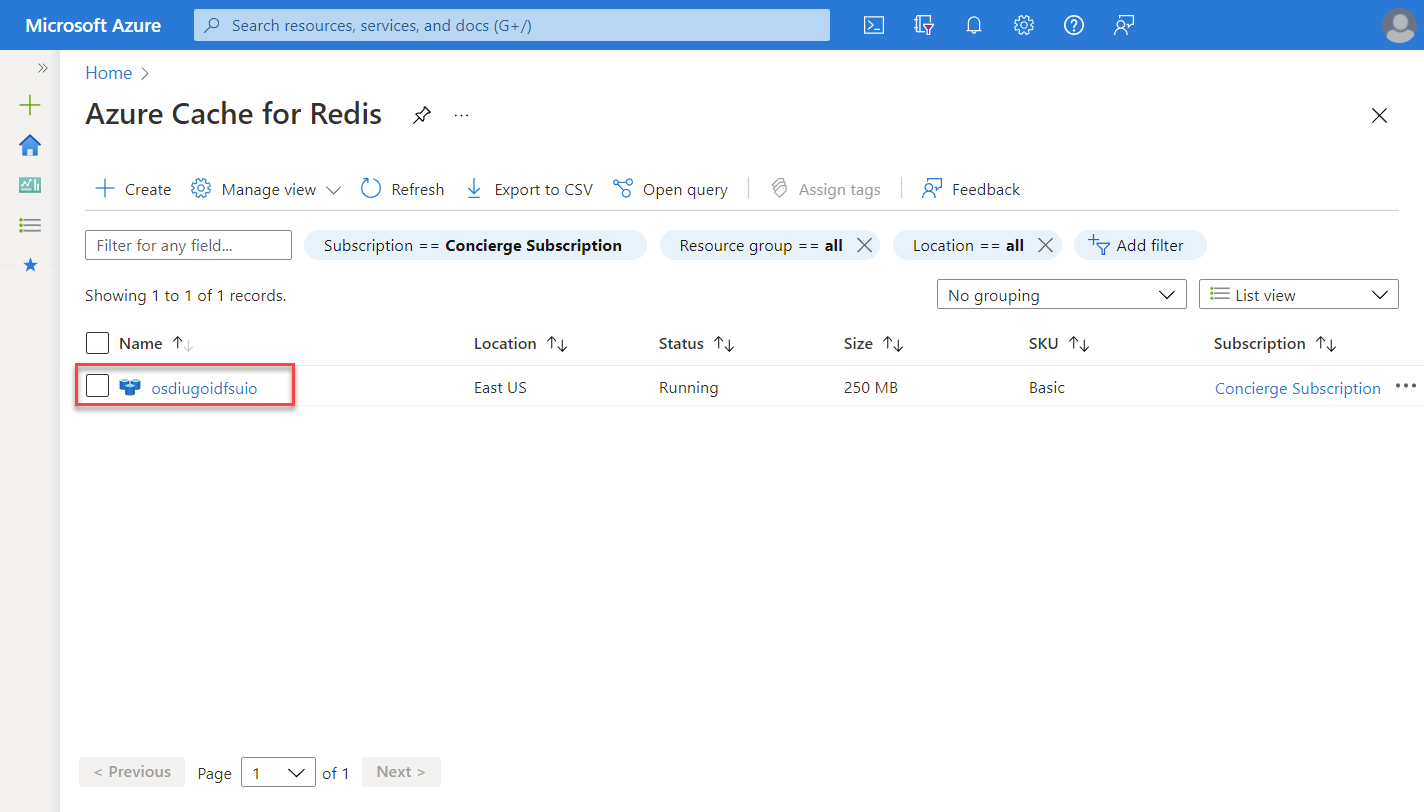 Microsoft Azure
Search resources, services, and docs (G+/)
Home
Azure Cache for Redis
Create Manage view Refresh Export to CSV Open query Assign tags Feedback
Filter for any field... Subscription == Concierge Subscription Resource group == all Location == all Add filter
Showing 1 to 1 of 1 records. No grouping List view
Name Location Status Size SKU Subscription
osdiugoidfsuio East US Running 250 MB Basic Concierge Subscription
< Previous Page 1 of 1 Next >